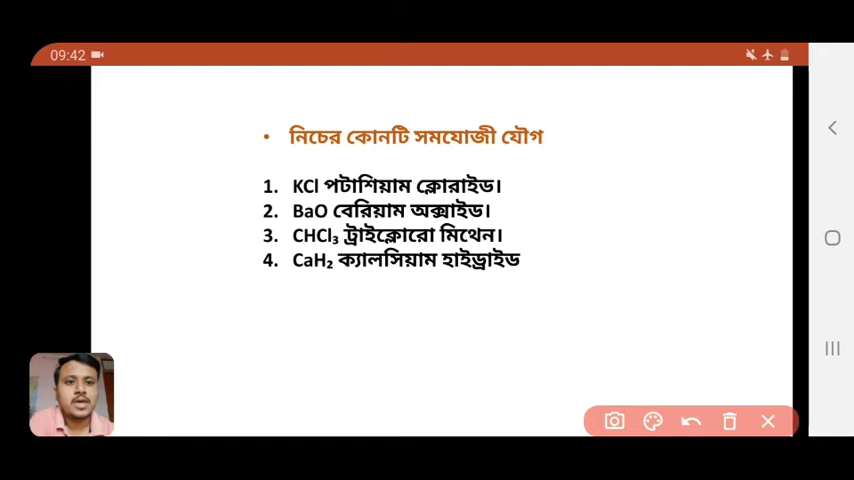 09:42
• নিচের কোনটি সমযোজী যৌগ
1. KCl পটাশিয়াম ক্লোরাইড।
2. BaO বেরিয়াম অক্সাইড।
3. CHCl₃ ট্রাইক্লোরো মিথেন।
4. CaH₂ ক্যালসিয়াম হাইড্রাইড